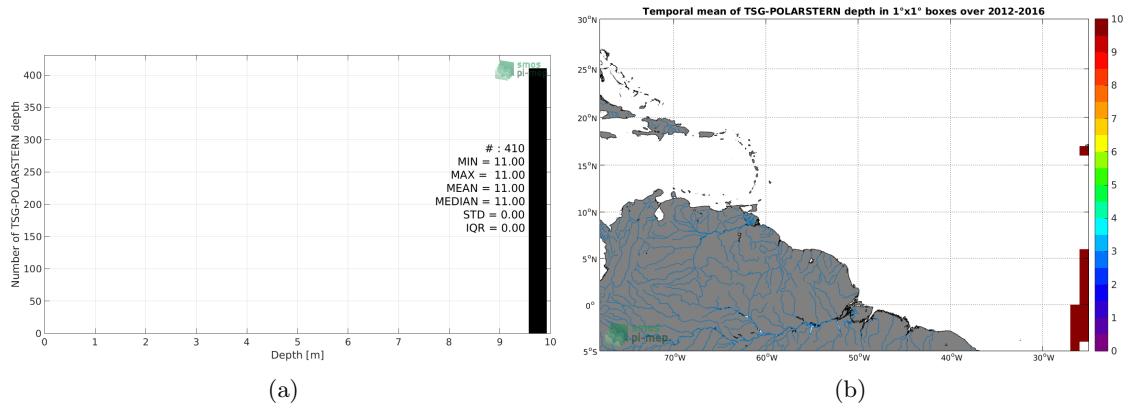 Number of TSG-POLARSTERN depth
400
350
300
250
200
150
100
50
0
smos
pi-mep
# : 410
MIN = 11.00
MAX = 11.00
MEAN = 11.00
MEDIAN = 11.00
STD = 0.00
IQR = 0.00
0 1 2 3 4 5 6 7 8 9 10
Depth [m]
(a)
Temporal mean of TSG-POLARSTERN depth in 1°x1° boxes over 2012-2016
30°N
25°N
20°N
15°N
10°N
5°N
0°
5°S
smos
pi-mep
70°W 60°W 50°W 40°W 30°W
10
9
8
7
6
5
4
3
2
1
0
(b)